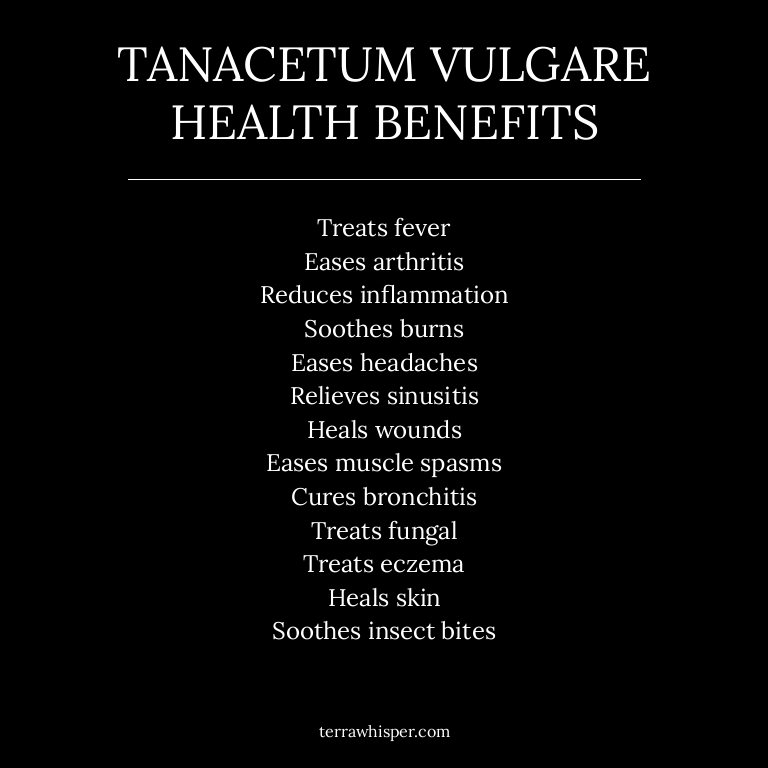 TANACETUM VULGARE
HEALTH BENEFITS
Treats fever
Eases arthritis
Reduces inflammation
Soothes burns
Eases headaches
Relieves sinusitis
Heals wounds
Eases muscle spasms
Cures bronchitis
Treats fungal
Treats eczema
Heals skin
Soothes insect bites
terrawhisper.com